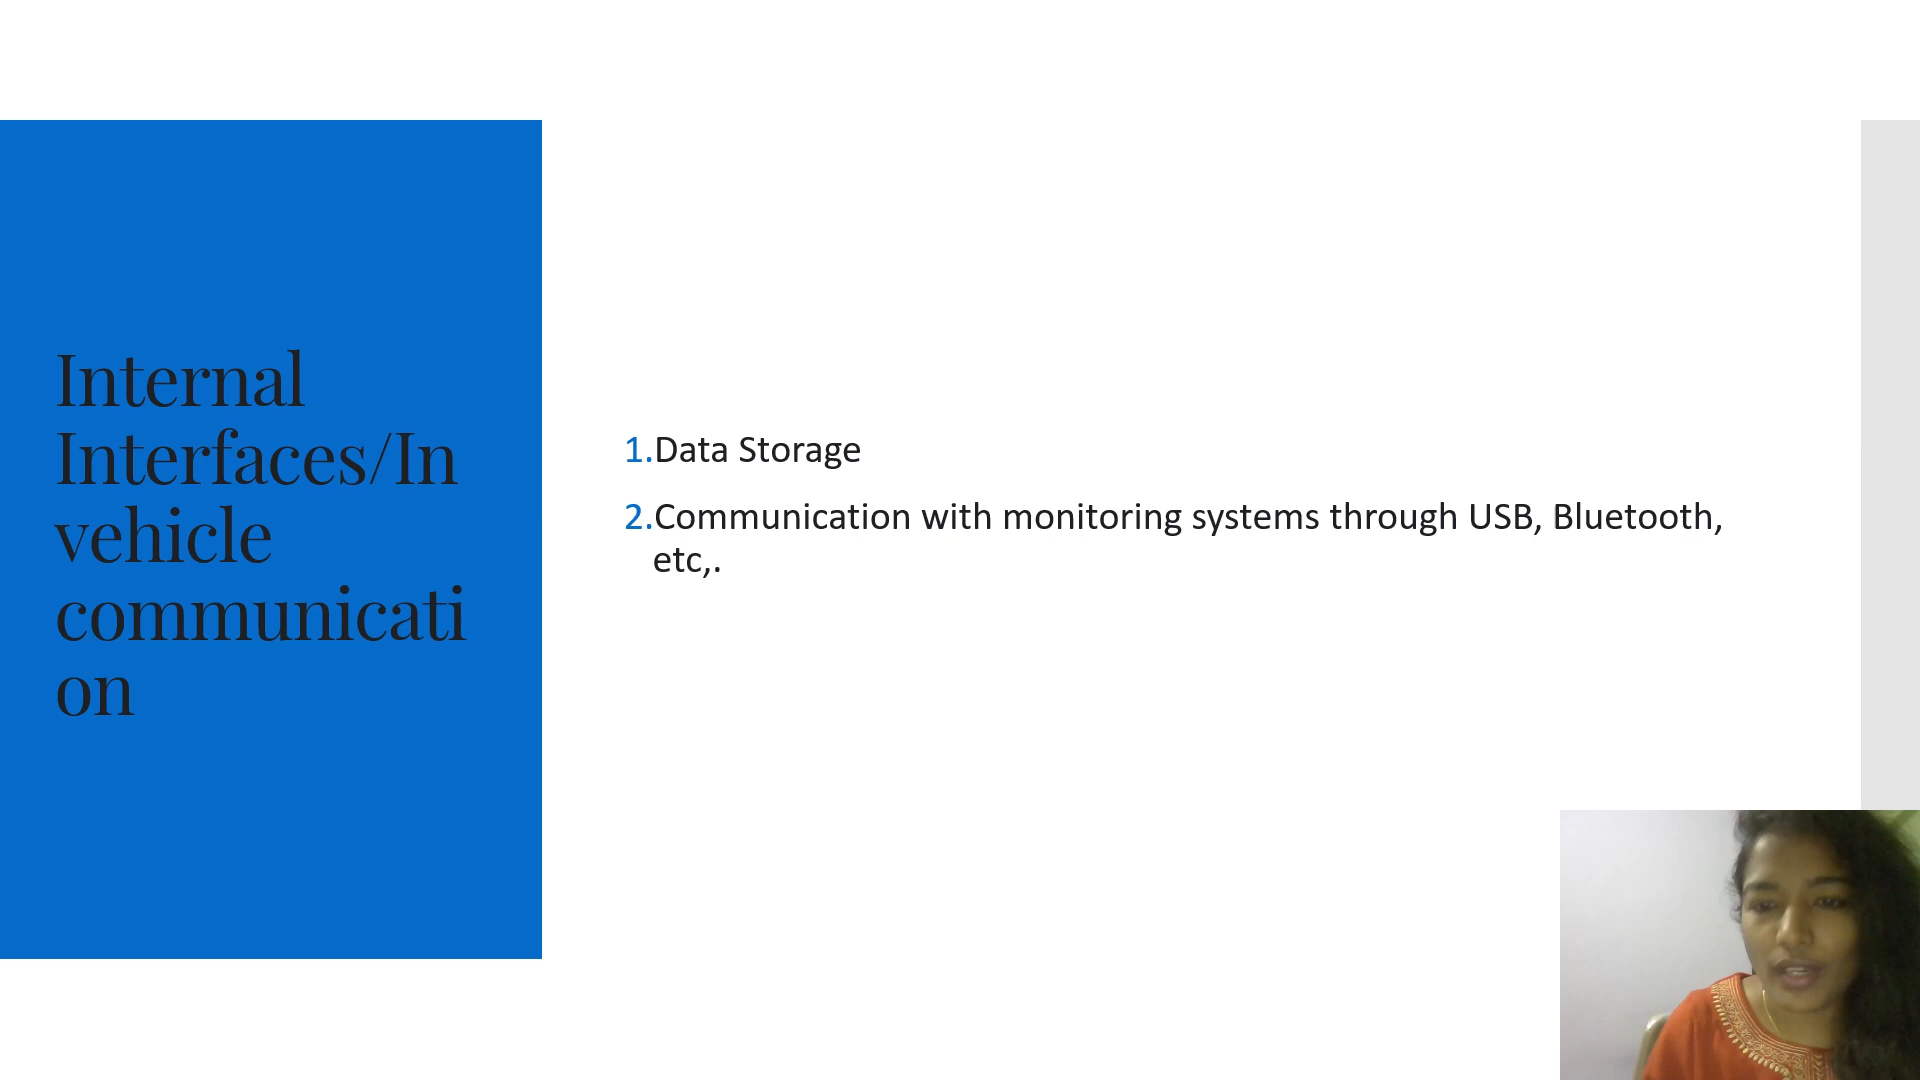 Internal
Interfaces/In
vehicle
communicati
on
1.Data Storage
2.Communication with monitoring systems through USB, Bluetooth,
etc,.